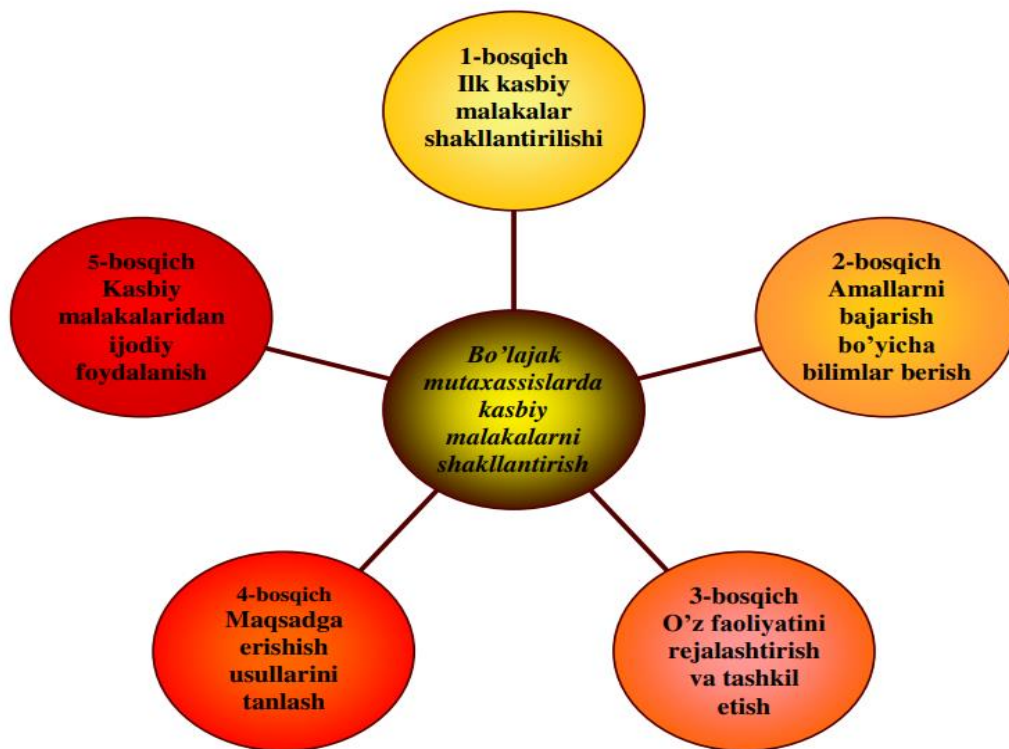 1-bosqich
Ilk kasbiy
malakalar
shakllantirilishi
5-bosqich
Kasbiy
malakalaridan
ijodiy
foydalanish
2-bosqich
Amallarni
bajarish
bo’yicha
bilimlar berish
Bo’lajak
mutaxassislarda
kasbiy
malakalarni
shakllantirish
4-bosqich
Maqsadga
erishish
usullarini
tanlash
3-bosqich
O’z faoliyatini
rejalashtirish
va tashkil
etish